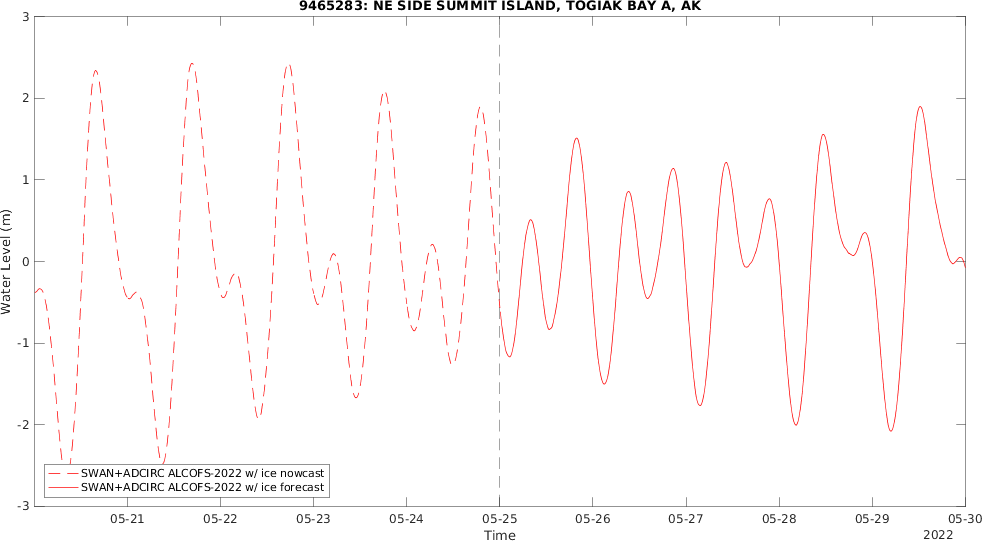 9465283: NE SIDE SUMMIT ISLAND, TOGIAK BAY A, AK
Water Level (m)
3
2
1
0
-1
-2
-3
SWAN+ADCIRC ALCOFS-2022 w/ ice nowcast
SWAN+ADCIRC ALCOFS-2022 w/ ice forecast
05-21 05-22 05-23 05-24 05-25 05-26 05-27 05-28 05-29 05-30
Time
2022